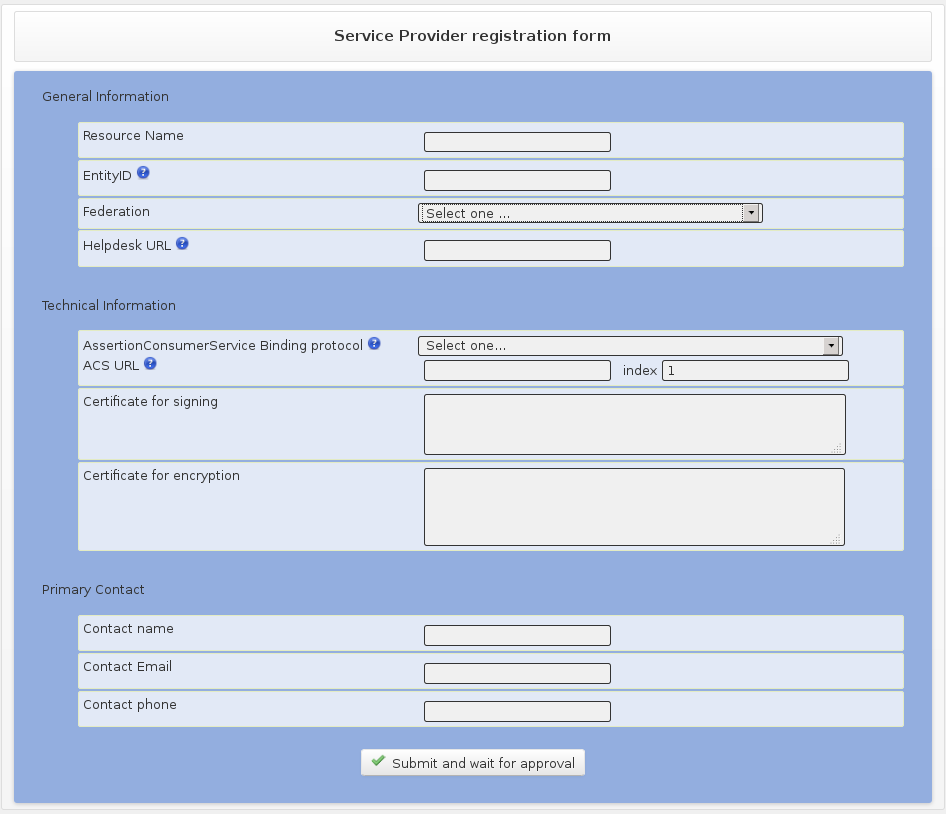 Service Provider registration form
General Information
Resource Name
EntityID ?
Federation Select one ...
Helpdesk URL ?
Technical Information
AssertionConsumerService Binding protocol ? Select one...
ACS URL ? index 1
Certificate for signing
Certificate for encryption
Primary Contact
Contact name
Contact Email
Contact phone
Submit and wait for approval